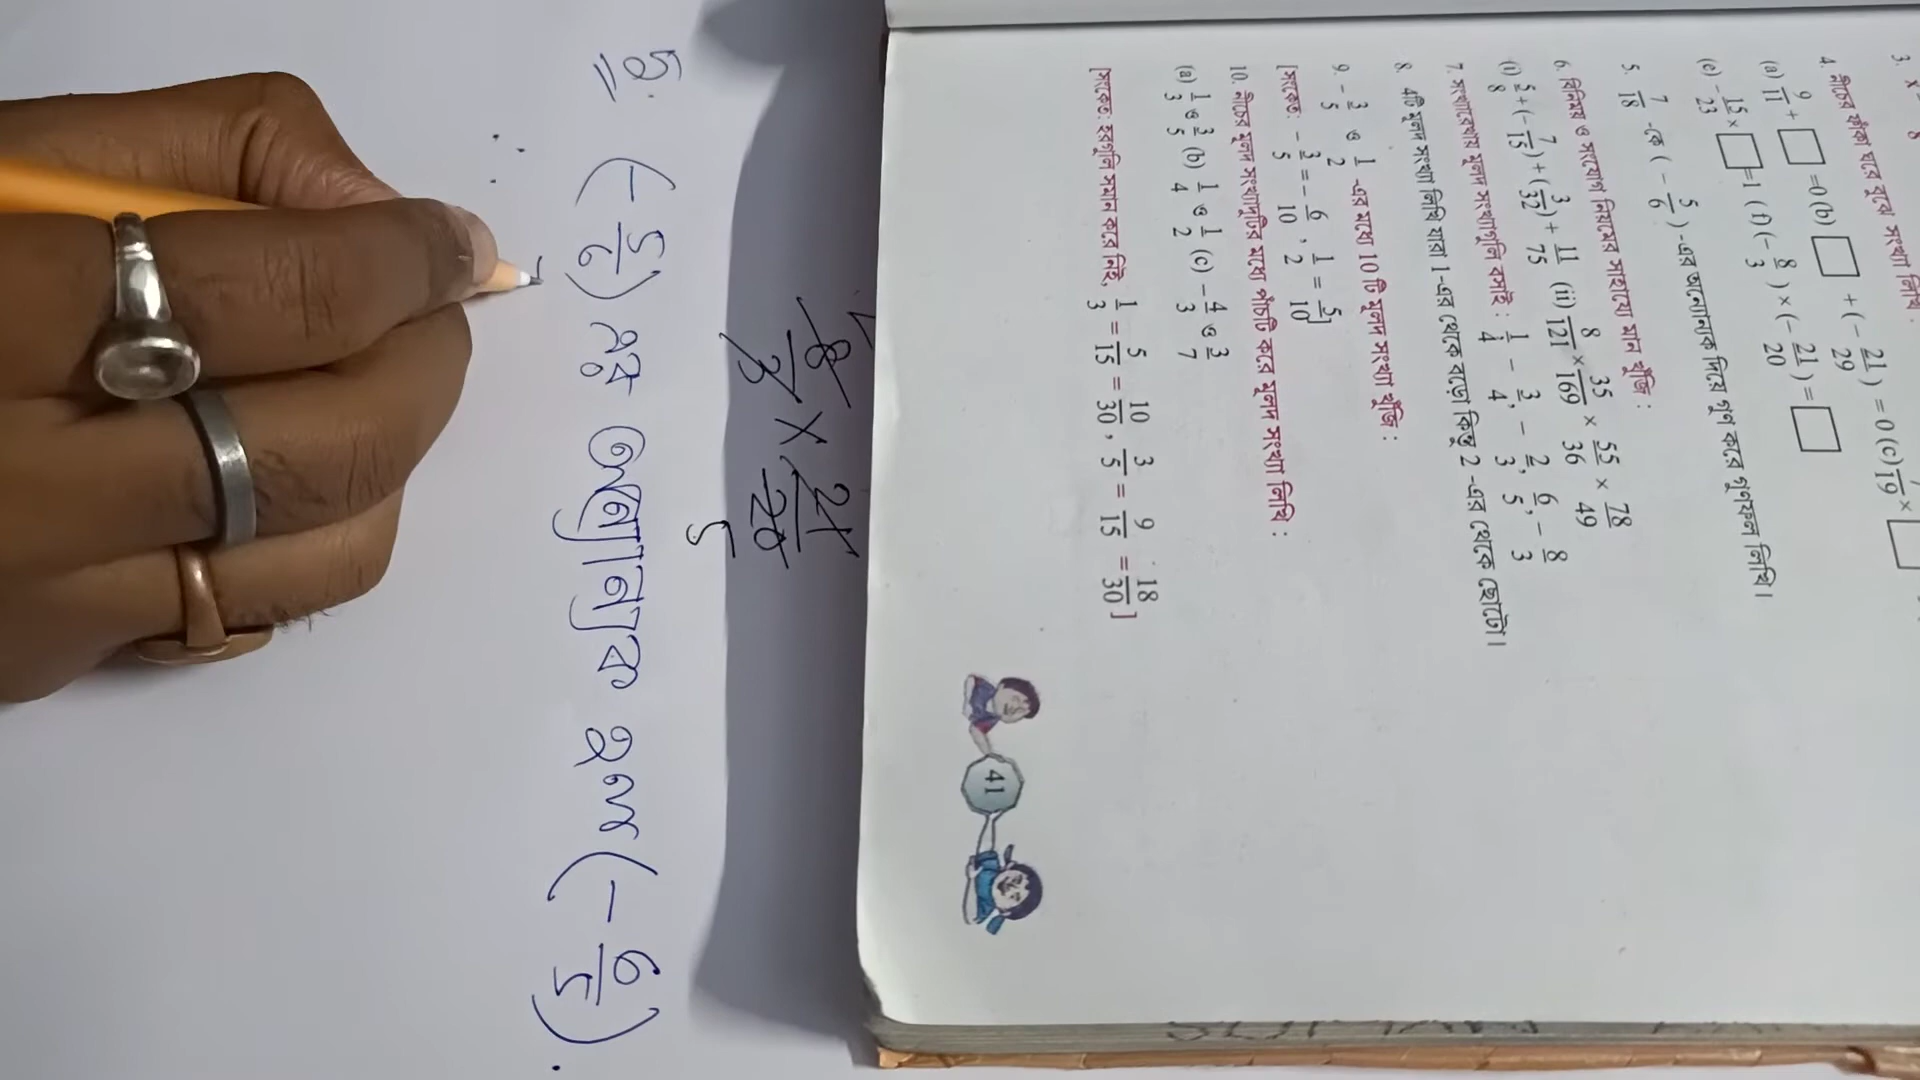 4. নীচের ফাঁকা ঘরে বুঝে সংখ্যা লিখি :
(a) 9/11 + □ = 0 (b) □ + (- 21/29) = 0 (c)
(e) - 15/23 × □ = 1 (f) (- 8/3) × (- 21/20) = □
5. 7/18 -কে (- 5/6) -এর অন্যোন্যক দিয়ে গুণ করে গুণফল লিখি।
6. বিনিময় ও সংযোগ নিয়মের সাহায্যে মান খুঁজি :
(i) 5/8 + (- 7/15) + (3/32) + 11/75 (ii) 8/121 × 35/169 × 55/36 × 78/49
7. সংখ্যারেখায় মূলদ সংখ্যাগুলি বসাই : 1/4 - 3/4, - 2/3, 6/5, - 8/3
8. 4টি মূলদ সংখ্যা লিখি যারা 1-এর থেকে বড়ো কিন্তু 2 -এর থেকে ছোটো।
9. - 3/5 ও 1/2 -এর মধ্যে 10 টি মূলদ সংখ্যা খুঁজি :
[সংকেত: - 3/5 = - 6/10, 1/2 = 5/10]
10. নীচের মূলদ সংখ্যাদুটির মধ্যে পাঁচটি করে মূলদ সংখ্যা লিখি :
(a) 1/3 ও 3/5 (b) 1/4 ও 1/2 (c) - 4/3 ও 3/7
[সংকেত: হরগুলি সমান করে নিই, 1/3 = 5/15 = 10/30, 3/5 = 9/15 = 18/30]
41
8/3 × 21/20
5
5. (- 5/6) এর অন্যোন্যক হল (- 6/5).
∴ 7